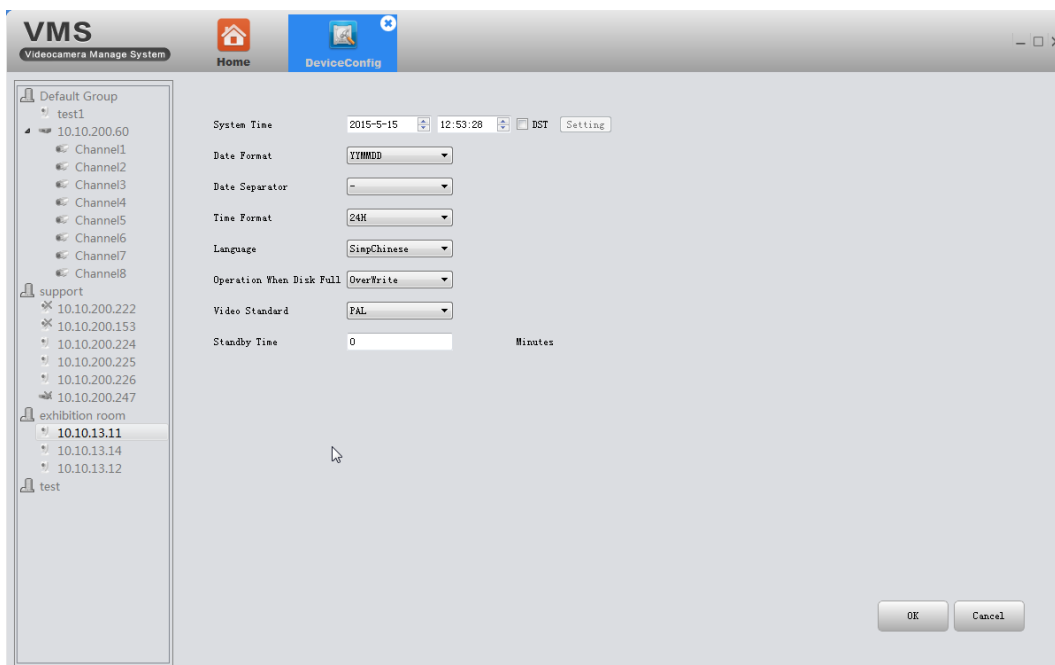 VMS
Videocamera Manage System
Home
DeviceConfig
Default Group
test1
10.10.200.60
Channel1
Channel2
Channel3
Channel4
Channel5
Channel6
Channel7
Channel8
support
10.10.200.222
10.10.200.153
10.10.200.224
10.10.200.225
10.10.200.226
10.10.200.247
exhibition room
10.10.13.11
10.10.13.14
10.10.13.12
test
System Time 2015-5-15 12:53:28 DST Setting
Date Format YYMMDD
Date Separator -
Time Format 24H
Language SimpChinese
Operation When Disk Full OverWrite
Video Standard PAL
Standby Time 0 Minutes
OK Cancel